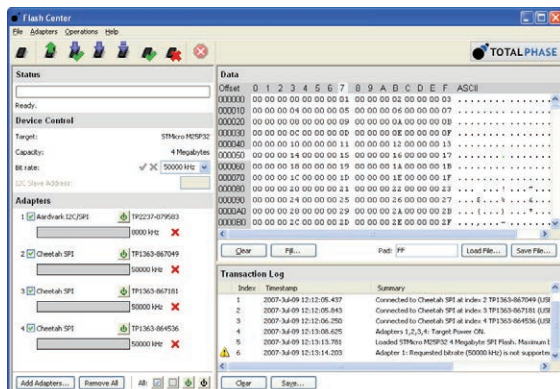 Flash Center
File Adapters Operations Help
TOTAL PHASE
Status
Ready.
Device Control
Target: STMicro M25P32
Capacity: 4 Megabytes
Bit rate: 50000 kHz
I2C Slave Address:
Adapters
1 Aardvark I2C/SPI TP2237-079583
0000 kHz
2 Cheetah SPI TP1363-867049
50000 kHz
3 Cheetah SPI TP1363-867181
50000 kHz
4 Cheetah SPI TP1363-864536
50000 kHz
Add Adapters... Remove All All:
Data
Offset 0 1 2 3 4 5 6 7 8 9 A B C D E F ASCII
000000 00 00 00 00 00 00 00 01 00 00 00 02 00 00 00 03
000010 00 00 00 04 00 00 00 05 00 00 00 06 00 00 00 07
000020 00 00 00 08 00 00 00 09 00 00 00 0A 00 00 00 0B
000030 00 00 00 0C 00 00 00 0D 00 00 00 0E 00 00 00 0F
000040 00 00 00 10 00 00 00 11 00 00 00 12 00 00 00 13
000050 00 00 00 14 00 00 00 15 00 00 00 16 00 00 00 17
000060 00 00 00 18 00 00 00 19 00 00 00 1A 00 00 00 1B
000070 00 00 00 1C 00 00 00 1D 00 00 00 1E 00 00 00 1F
000080 00 00 00 20 00 00 00 21 00 00 00 22 00 00 00 23
000090 00 00 00 24 00 00 00 25 00 00 00 26 00 00 00 27
0000A0 00 00 00 28 00 00 00 29 00 00 00 2A 00 00 00 2B
0000B0 00 00 00 2C 00 00 00 2D 00 00 00 2E 00 00 00 2F
Clear Fill... Pad: FF Load File... Save File...
Transaction Log
Index Timestamp Summary
1 2007-Jul-09 12:12:05.437 Connected to Cheetah SPI at index 2 TP1363-867049 (USB
2 2007-Jul-09 12:12:05.843 Connected to Cheetah SPI at index 3 TP1363-867181 (USB
3 2007-Jul-09 12:12:06.250 Connected to Cheetah SPI at index 4 TP1363-864536 (USB
4 2007-Jul-09 12:13:08.625 Adapters 1,2,3,4: Target Power ON.
5 2007-Jul-09 12:13:13.781 Loaded STMicro M25P32 4 Megabyte SPI Flash. Maximum b
6 2007-Jul-09 12:13:14.203 Adapter 1: Requested bitrate (50000 kHz) is not supporte
Clear Save...